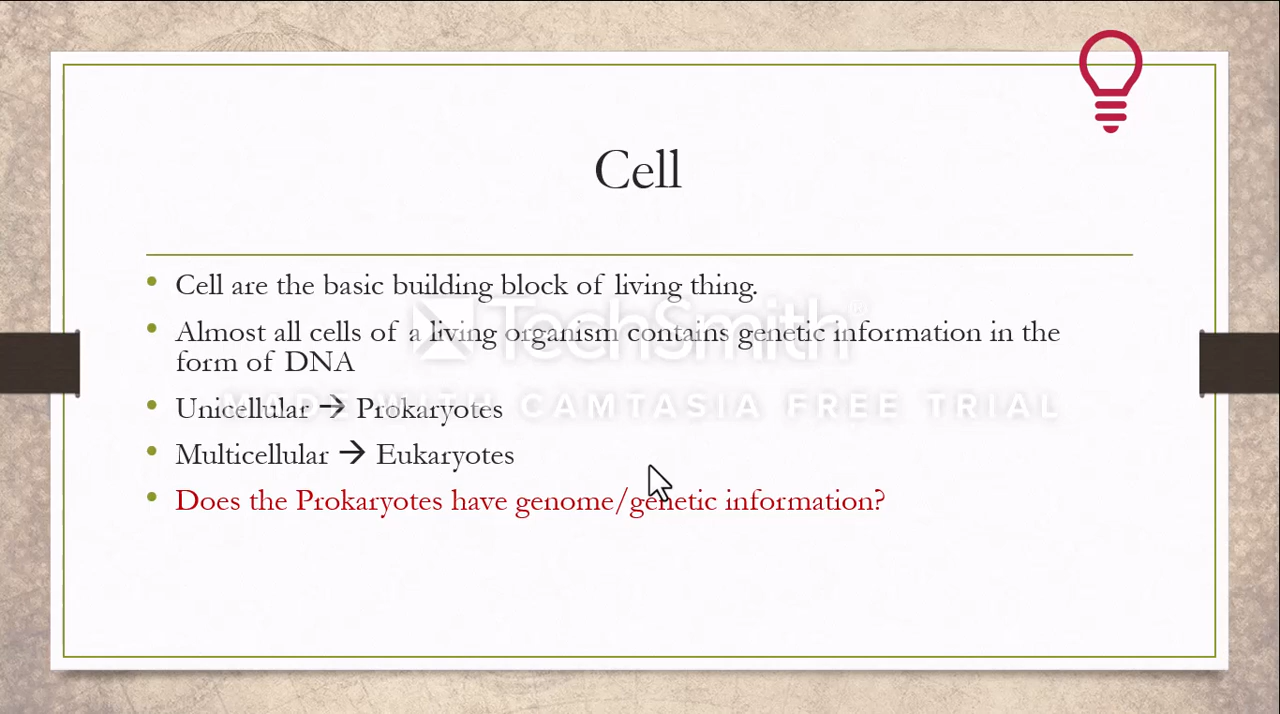 Cell
• Cell are the basic building block of living thing.
• Almost all cells of a living organism contains genetic information in the
form of DNA
TechSmith®
MADE WITH CAMTASIA FREE TRIAL
• Unicellular → Prokaryotes
• Multicellular → Eukaryotes
• Does the Prokaryotes have genome/genetic information?